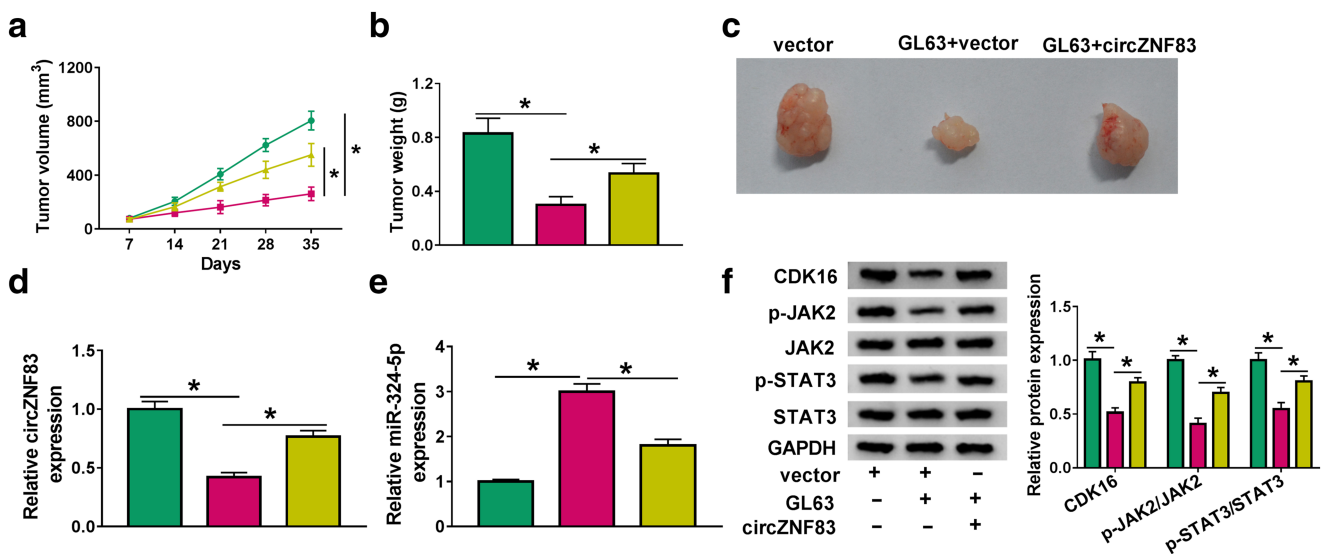 a
Tumor volume (mm³)
1200
800
400
0
7 14 21 28 35
Days
*
*
b
Tumor weight (g)
1.2
0.8
0.4
0.0
*
*
c
vector GL63+vector GL63+circZNF83
d
Relative circZNF83
expression
1.5
1.0
0.5
0.0
*
*
e
Relative miR-324-5p
expression
4
3
2
1
0
*
*
f
CDK16
p-JAK2
JAK2
p-STAT3
STAT3
GAPDH
vector + + −
GL63 − + +
circZNF83 − − +
Relative protein expression
1.5
1.0
0.5
0.0
* * *
* * *
CDK16
p-JAK2/JAK2
p-STAT3/STAT3